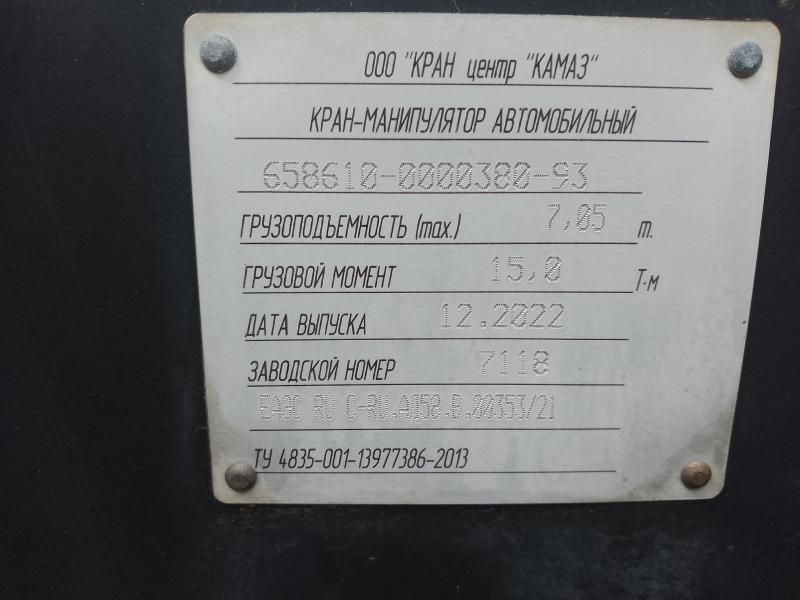 ООО "КРАН центр "КАМАЗ"
КРАН-МАНИПУЛЯТОР АВТОМОБИЛЬНЫЙ
658610-0000380-93
ГРУЗОПОДЪЕМНОСТЬ (max.) 7,05 т.
ГРУЗОВОЙ МОМЕНТ 15,0 Т·м
ДАТА ВЫПУСКА 12.2022
ЗАВОДСКОЙ НОМЕР 7118
ЕАЭС RU С-RU.АЯ58.В.00353/21
ТУ 4835-001-13977386-2013